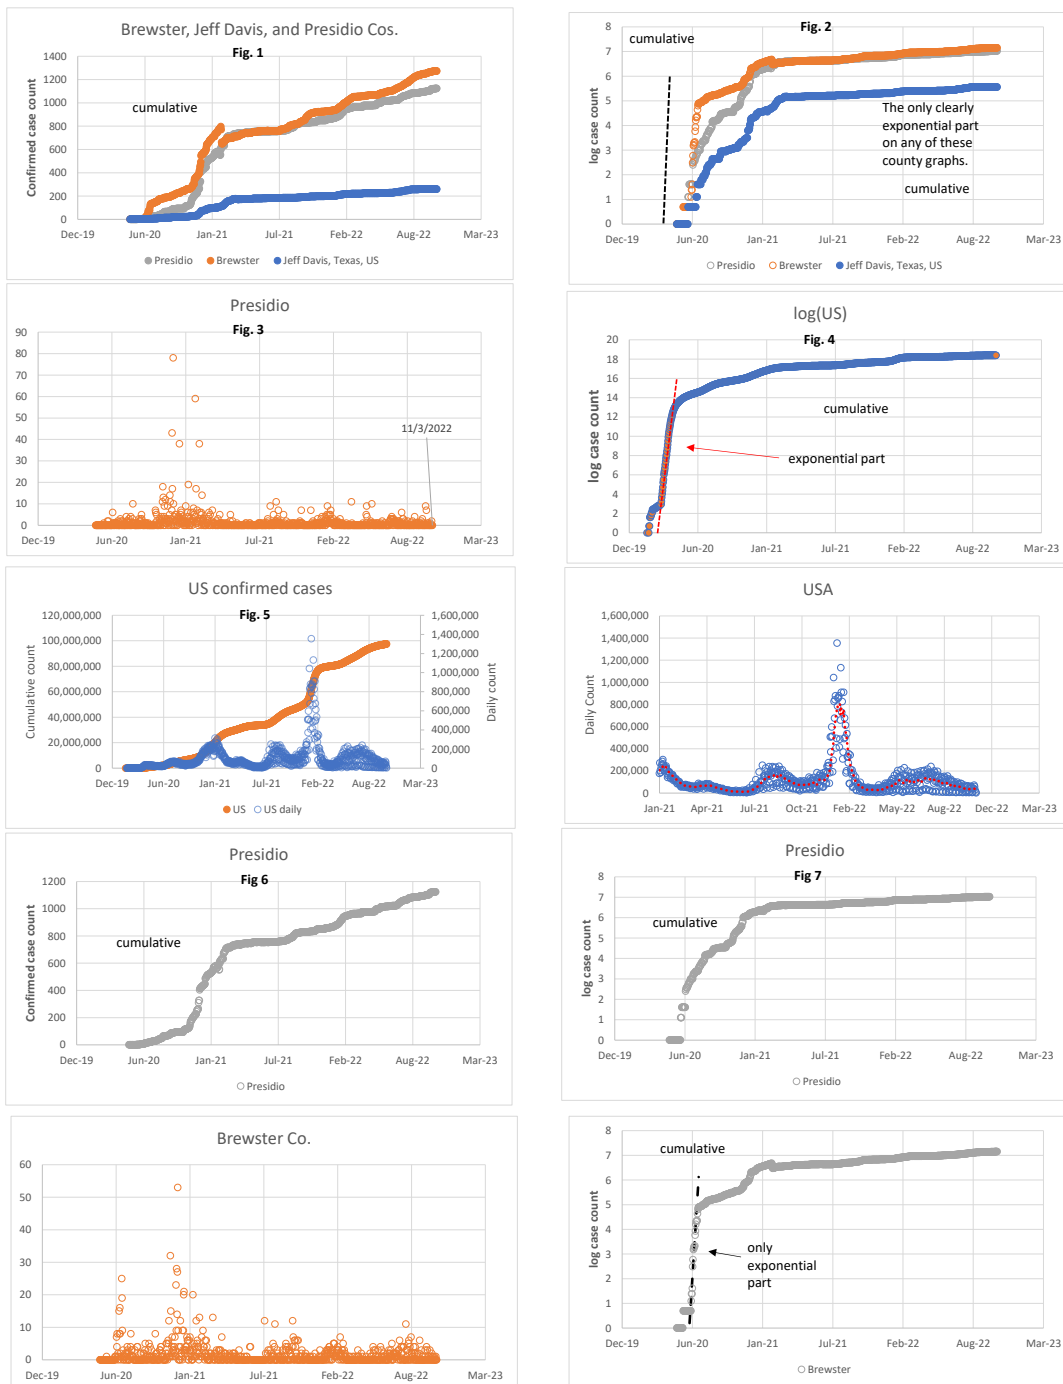 Brewster, Jeff Davis, and Presidio Cos.
Fig. 1
cumulative
Confirmed case count
1400
1200
1000
800
600
400
200
0
Dec-19 Jun-20 Jan-21 Jul-21 Feb-22 Aug-22 Mar-23
Presidio Brewster Jeff Davis, Texas, US
Fig. 2
cumulative
log case count
8
7
6
5
4
3
2
1
0
The only clearly
exponential part
on any of these
county graphs.
cumulative
Dec-19 Jun-20 Jan-21 Jul-21 Feb-22 Aug-22 Mar-23
Presidio Brewster Jeff Davis, Texas, US
Presidio
Fig. 3
90
80
70
60
50
40
30
20
10
0
11/3/2022
Dec-19 Jun-20 Jan-21 Jul-21 Feb-22 Aug-22 Mar-23
log(US)
Fig. 4
log case count
20
18
16
14
12
10
8
6
4
2
0
cumulative
exponential part
Dec-19 Jun-20 Jan-21 Jul-21 Feb-22 Aug-22 Mar-23
US confirmed cases
Fig. 5
Cumulative count
120,000,000
100,000,000
80,000,000
60,000,000
40,000,000
20,000,000
0
1,600,000
1,400,000
1,200,000
1,000,000
800,000
600,000
400,000
200,000
0
Daily count
Dec-19 Jun-20 Jan-21 Jul-21 Feb-22 Aug-22 Mar-23
US US daily
USA
Daily Count
1,600,000
1,400,000
1,200,000
1,000,000
800,000
600,000
400,000
200,000
0
Jan-21 Apr-21 Jul-21 Oct-21 Feb-22 May-22 Aug-22 Dec-22 Mar-23
Presidio
Fig 6
cumulative
Confirmed case count
1200
1000
800
600
400
200
0
Dec-19 Jun-20 Jan-21 Jul-21 Feb-22 Aug-22 Mar-23
Presidio
Presidio
Fig 7
cumulative
log case count
8
7
6
5
4
3
2
1
0
Dec-19 Jun-20 Jan-21 Jul-21 Feb-22 Aug-22 Mar-23
Presidio
Brewster Co.
60
50
40
30
20
10
0
Dec-19 Jun-20 Jan-21 Jul-21 Feb-22 Aug-22 Mar-23
cumulative
log case count
8
7
6
5
4
3
2
1
0
only
exponential
part
Dec-19 Jun-20 Jan-21 Jul-21 Feb-22 Aug-22 Mar-23
Brewster